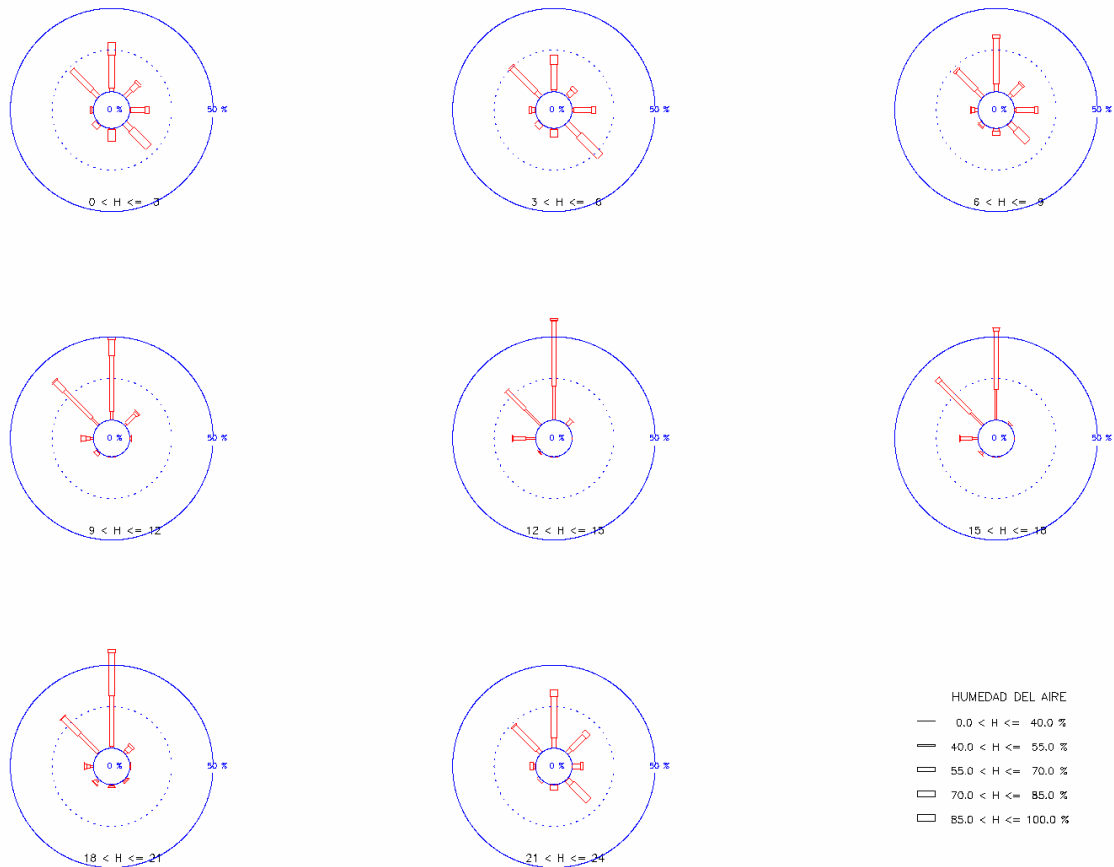 0 % 50 %
0 < H <= 3
0 % 50 %
3 < H <= 6
0 % 50 %
6 < H <= 9
0 % 50 %
9 < H <= 12
0 % 50 %
12 < H <= 15
0 % 50 %
15 < H <= 18
0 % 50 %
18 < H <= 21
0 % 50 %
21 < H <= 24
HUMEDAD DEL AIRE
0.0 < H <= 40.0 %
40.0 < H <= 55.0 %
55.0 < H <= 70.0 %
70.0 < H <= 85.0 %
85.0 < H <= 100.0 %